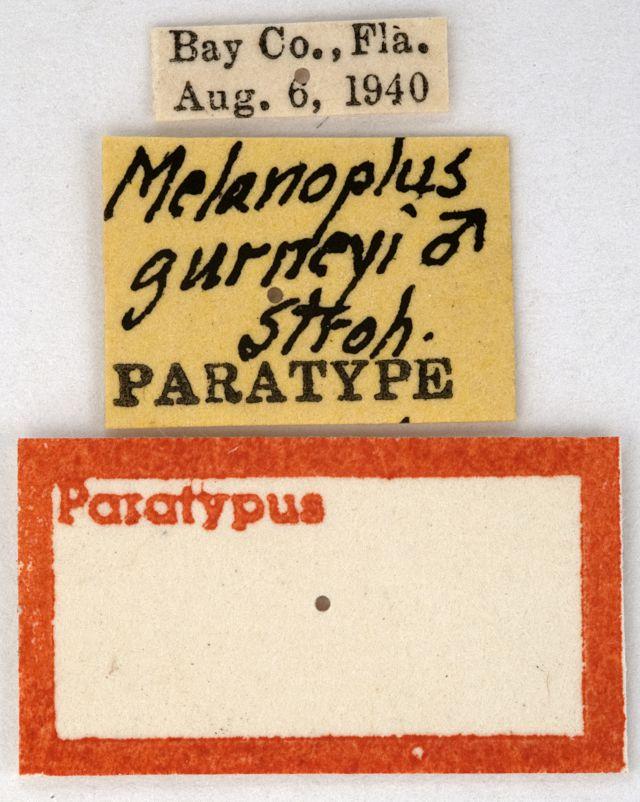 Bay Co., Fla.
Aug. 6, 1940
Melanoplus
gurneyi ♂
Stroh.
PARATYPE
Paratypus